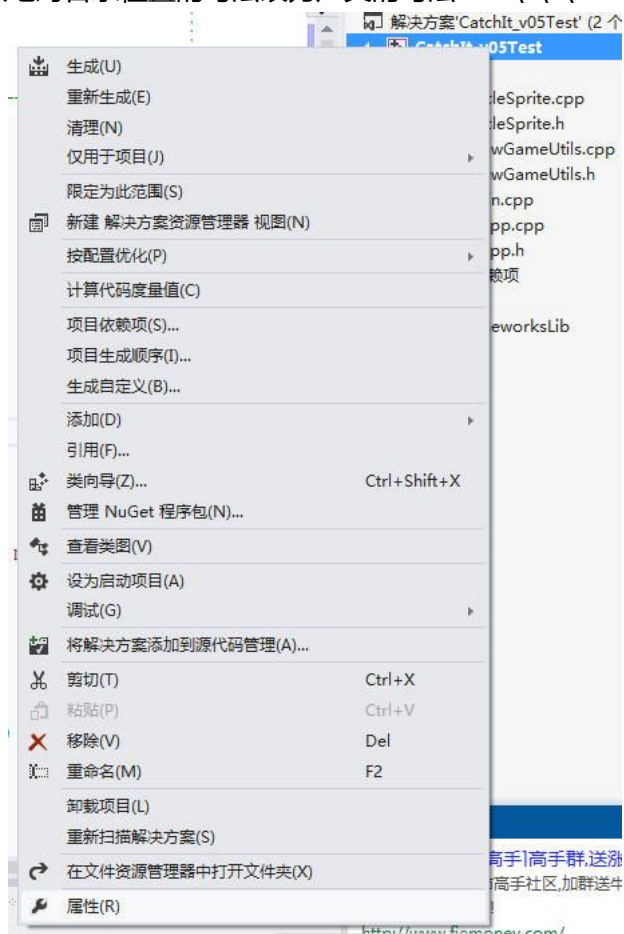 解决方案'CatchIt_v05Test' (2 个
CatchIt_v05Test
生成(U)
重新生成(E)
leSprite.cpp
清理(N)
leSprite.h
wGameUtils.cpp
仅用于项目(J)
wGameUtils.h
限定为此范围(S)
n.cpp
新建 解决方案资源管理器 视图(N)
pp.cpp
按配置优化(P)
pp.h
赖项
计算代码度量值(C)
项目依赖项(S)...
eworksLib
项目生成顺序(I)...
生成自定义(B)...
添加(D)
引用(F)...
类向导(Z)... Ctrl+Shift+X
管理 NuGet 程序包(N)...
查看类图(V)
设为启动项目(A)
调试(G)
将解决方案添加到源代码管理(A)...
剪切(T) Ctrl+X
粘贴(P) Ctrl+V
移除(V) Del
重命名(M) F2
卸载项目(L)
重新扫描解决方案(S)
高手]高手群,送涨
在文件资源管理器中打开文件夹(X)
高手社区,加群送牛
属性(R)